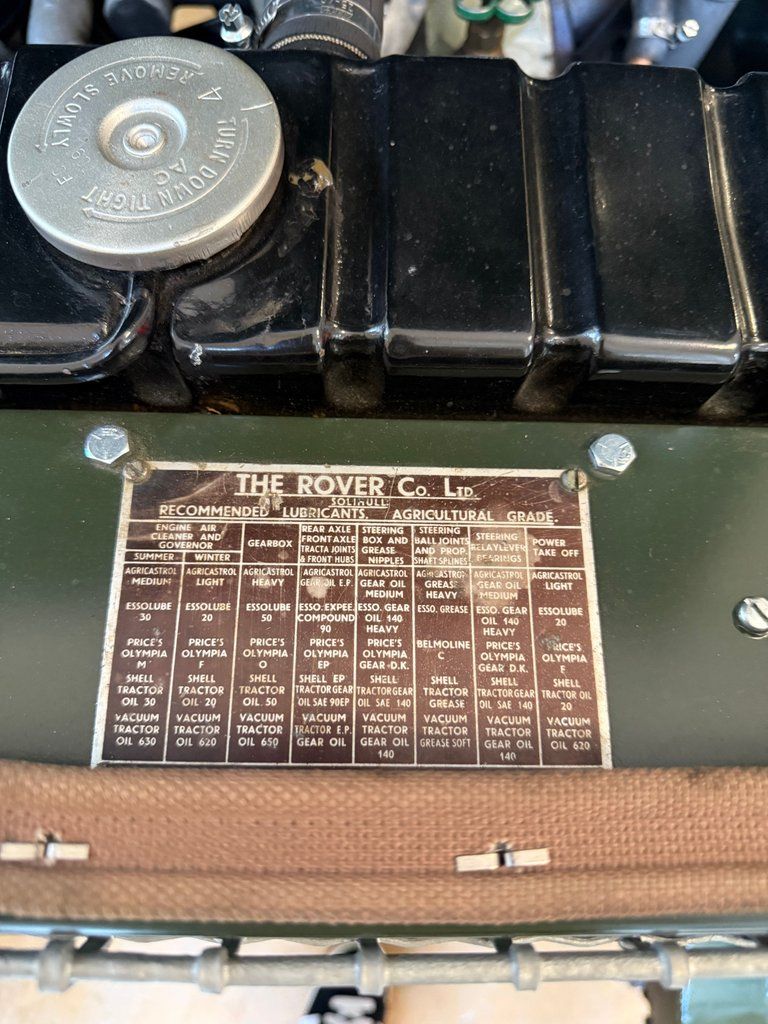 REMOVE SLOWLY
4
TURN DOWN TIGHT
AC
THE ROVER Co. LTD.
SOLIHULL
RECOMMENDED LUBRICANTS AGRICULTURAL GRADE.
ENGINE AIR CLEANER AND GOVERNOR
SUMMER WINTER
GEARBOX
REAR AXLE FRONT AXLE TRACTA JOINTS & FRONT HUBS
STEERING BOX AND GREASE NIPPLES
STEERING BALL JOINTS AND PROP. SHAFT SPLINES
STEERING RELAY LEVER BEARINGS
POWER TAKE OFF
AGRICASTROL MEDIUM
AGRICASTROL LIGHT
AGRICASTROL HEAVY
AGRICASTROL GEAR OIL E.P.
AGRICASTROL GEAR OIL MEDIUM
AGRICASTROL GREASE HEAVY
AGRICASTROL GEAR OIL MEDIUM
AGRICASTROL LIGHT
ESSOLUBE 30
ESSOLUBE 20
ESSOLUBE 50
ESSO. EXPEE. COMPOUND 90
ESSO. GEAR OIL 140 HEAVY
ESSO. GREASE
ESSO. GEAR OIL 140 HEAVY
ESSOLUBE 20
PRICE'S OLYMPIA M
PRICE'S OLYMPIA F
PRICE'S OLYMPIA O
PRICE'S OLYMPIA EP
PRICE'S OLYMPIA GEAR D.K.
BELMOLINE C
PRICE'S OLYMPIA GEAR D.K.
PRICE'S OLYMPIA F
SHELL TRACTOR OIL 30
SHELL TRACTOR OIL 20
SHELL TRACTOR OIL 50
SHELL EP TRACTOR GEAR OIL SAE 90EP
SHELL TRACTOR GEAR OIL SAE 140
SHELL TRACTOR GREASE
SHELL TRACTOR GEAR OIL SAE 140
SHELL TRACTOR OIL 20
VACUUM TRACTOR OIL 630
VACUUM TRACTOR OIL 620
VACUUM TRACTOR OIL 650
VACUUM TRACTOR E.P. GEAR OIL
VACUUM TRACTOR GEAR OIL 140
VACUUM TRACTOR GREASE SOFT
VACUUM TRACTOR GEAR OIL 140
VACUUM TRACTOR OIL 620